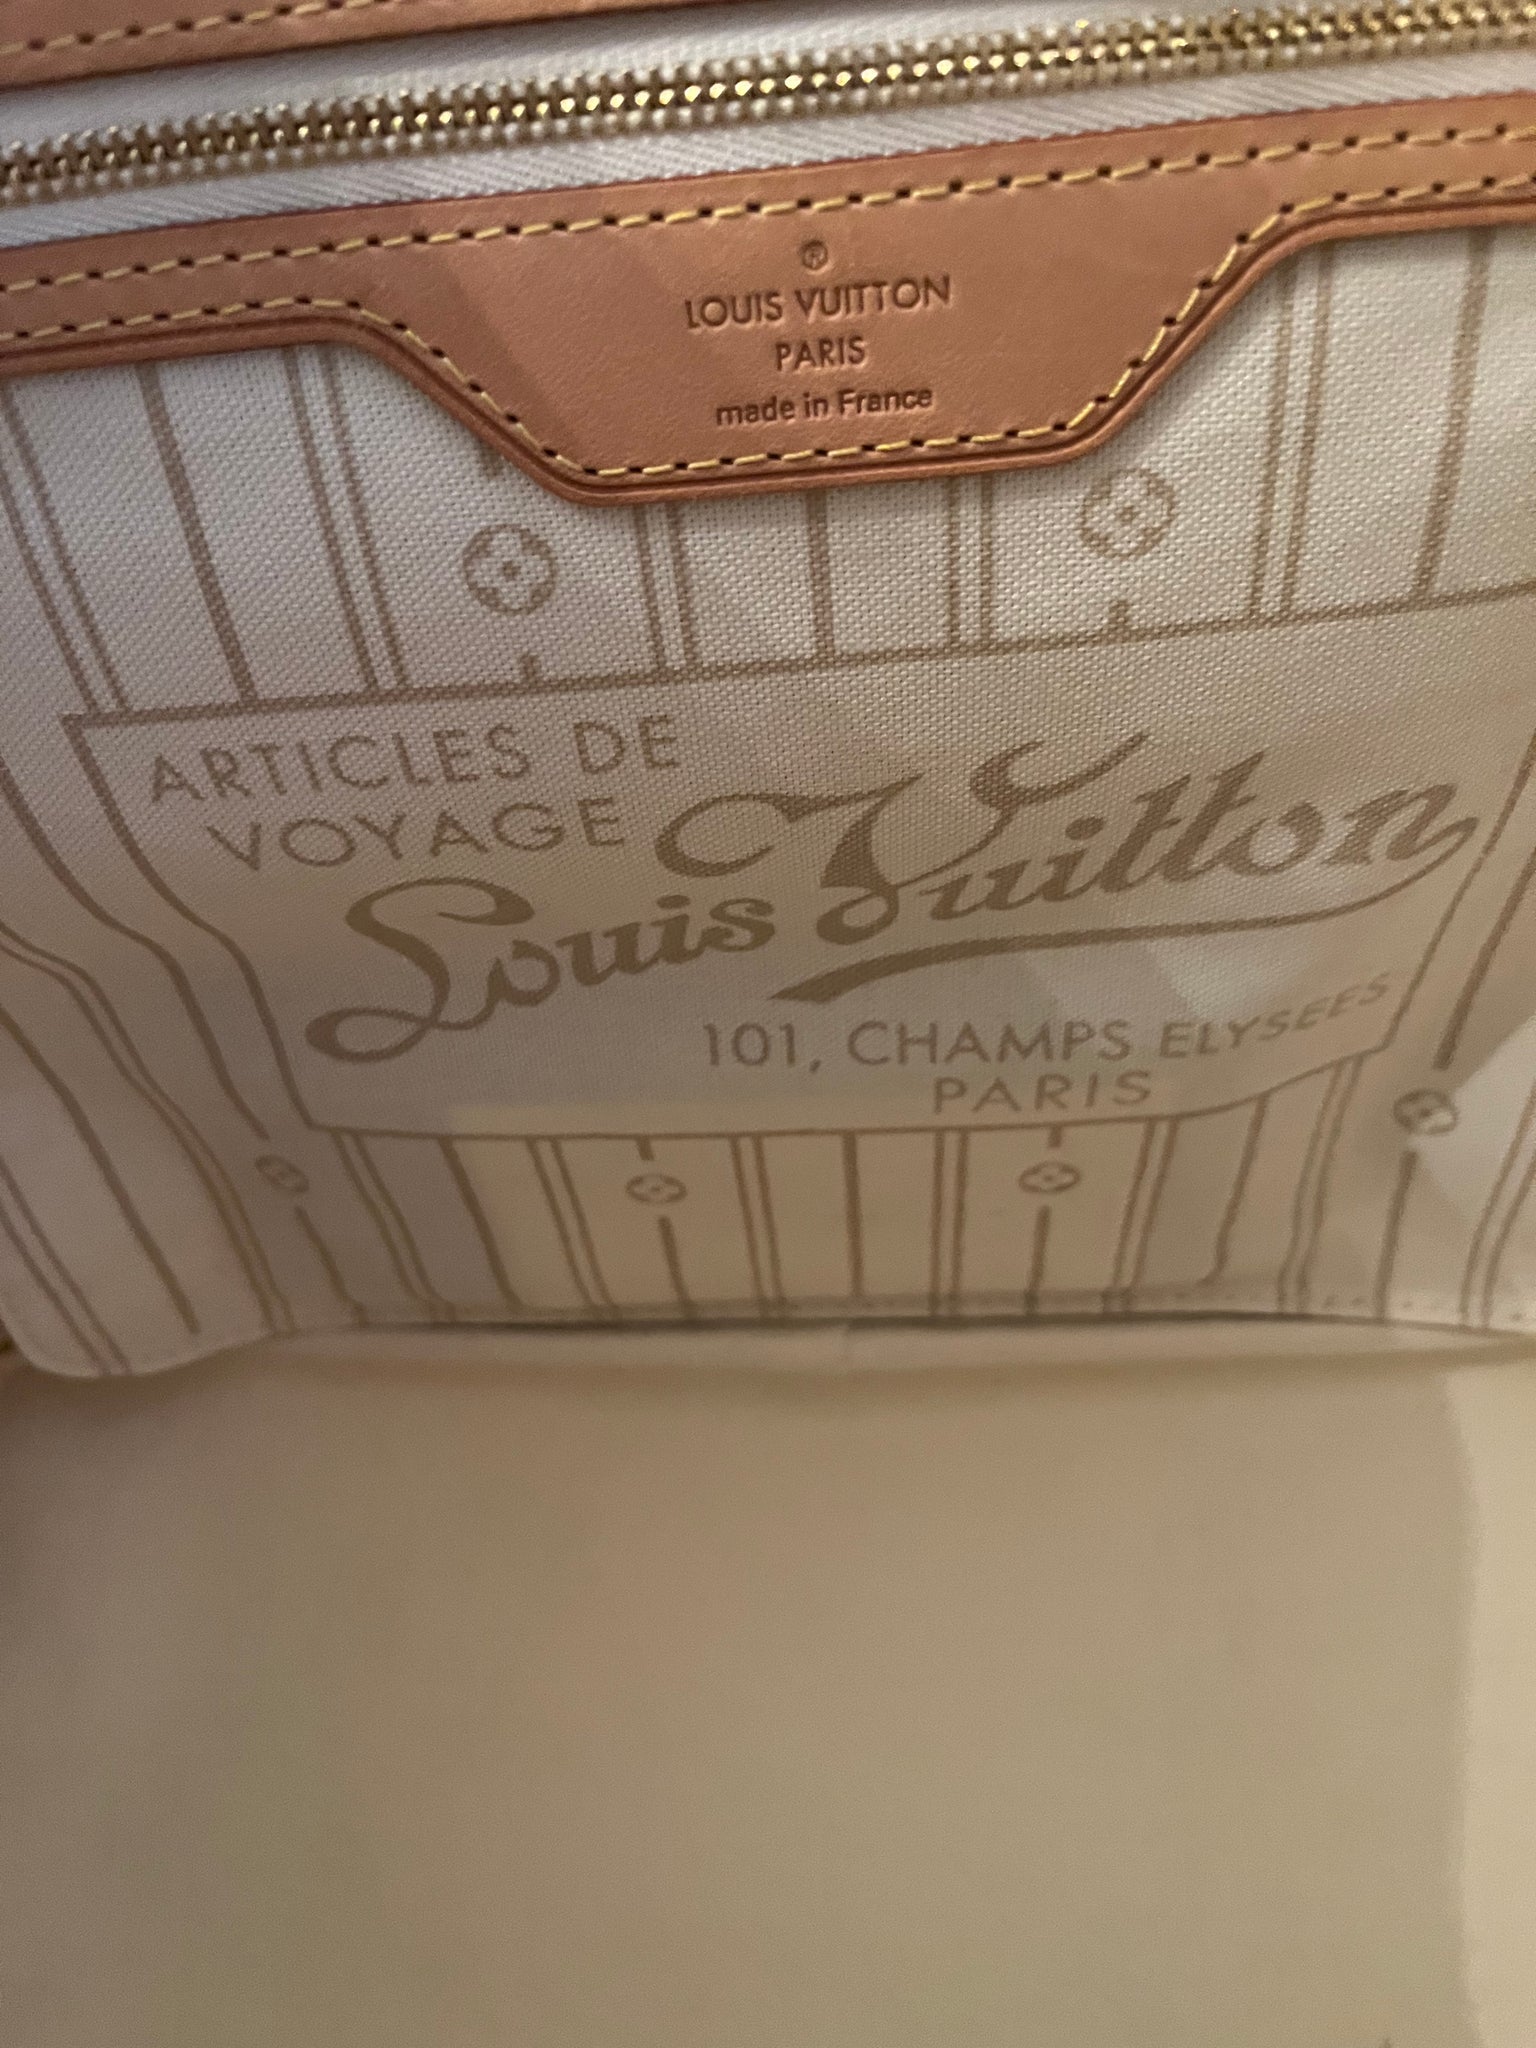 ®
LOUIS VUITTON
PARIS
made in France
ARTICLES DE
VOYAGE
Louis Vuitton
101, CHAMPS ELYSEES
PARIS